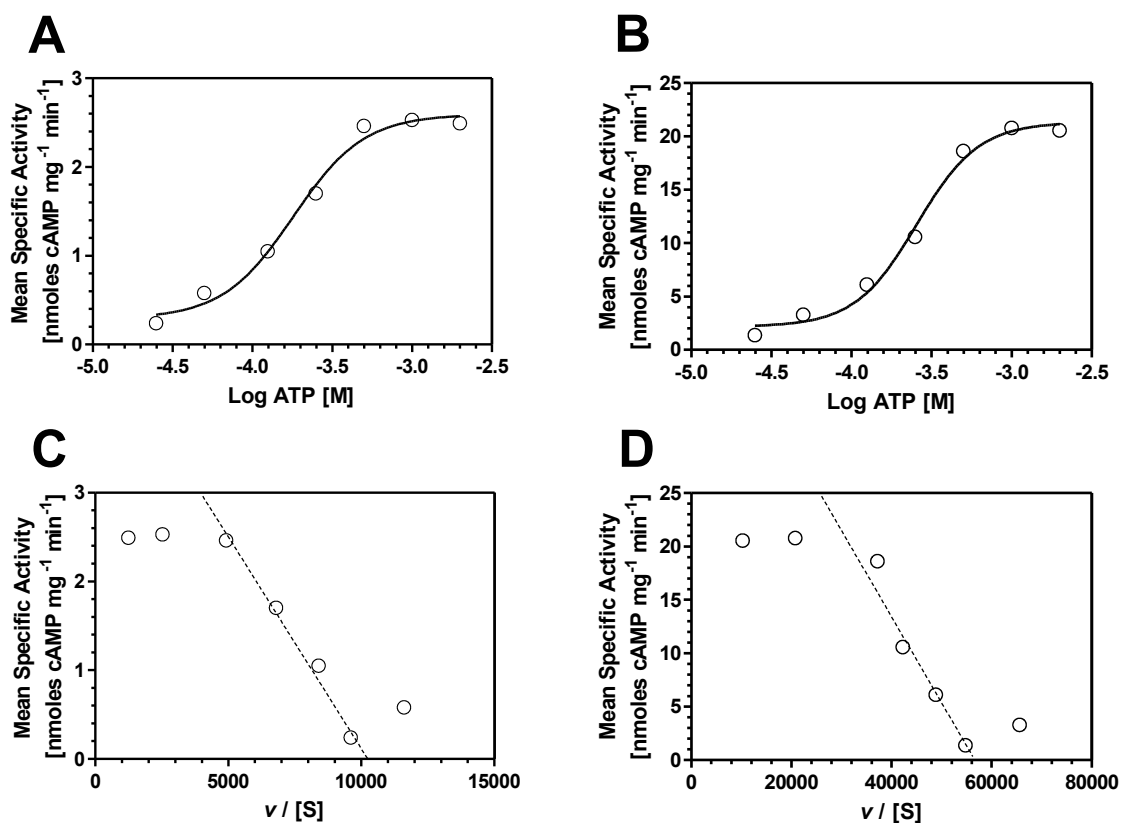 A
Mean Specific Activity
[nmoles cAMP mg⁻¹ min⁻¹]
3
2
1
0
-5.0 -4.5 -4.0 -3.5 -3.0 -2.5
Log ATP [M]
B
Mean Specific Activity
[nmoles cAMP mg⁻¹ min⁻¹]
25
20
15
10
5
0
-5.0 -4.5 -4.0 -3.5 -3.0 -2.5
Log ATP [M]
C
Mean Specific Activity
[nmoles cAMP mg⁻¹ min⁻¹]
3
2
1
0
0 5000 10000 15000
v / [S]
D
Mean Specific Activity
[nmoles cAMP mg⁻¹ min⁻¹]
25
20
15
10
5
0
0 20000 40000 60000 80000
v / [S]